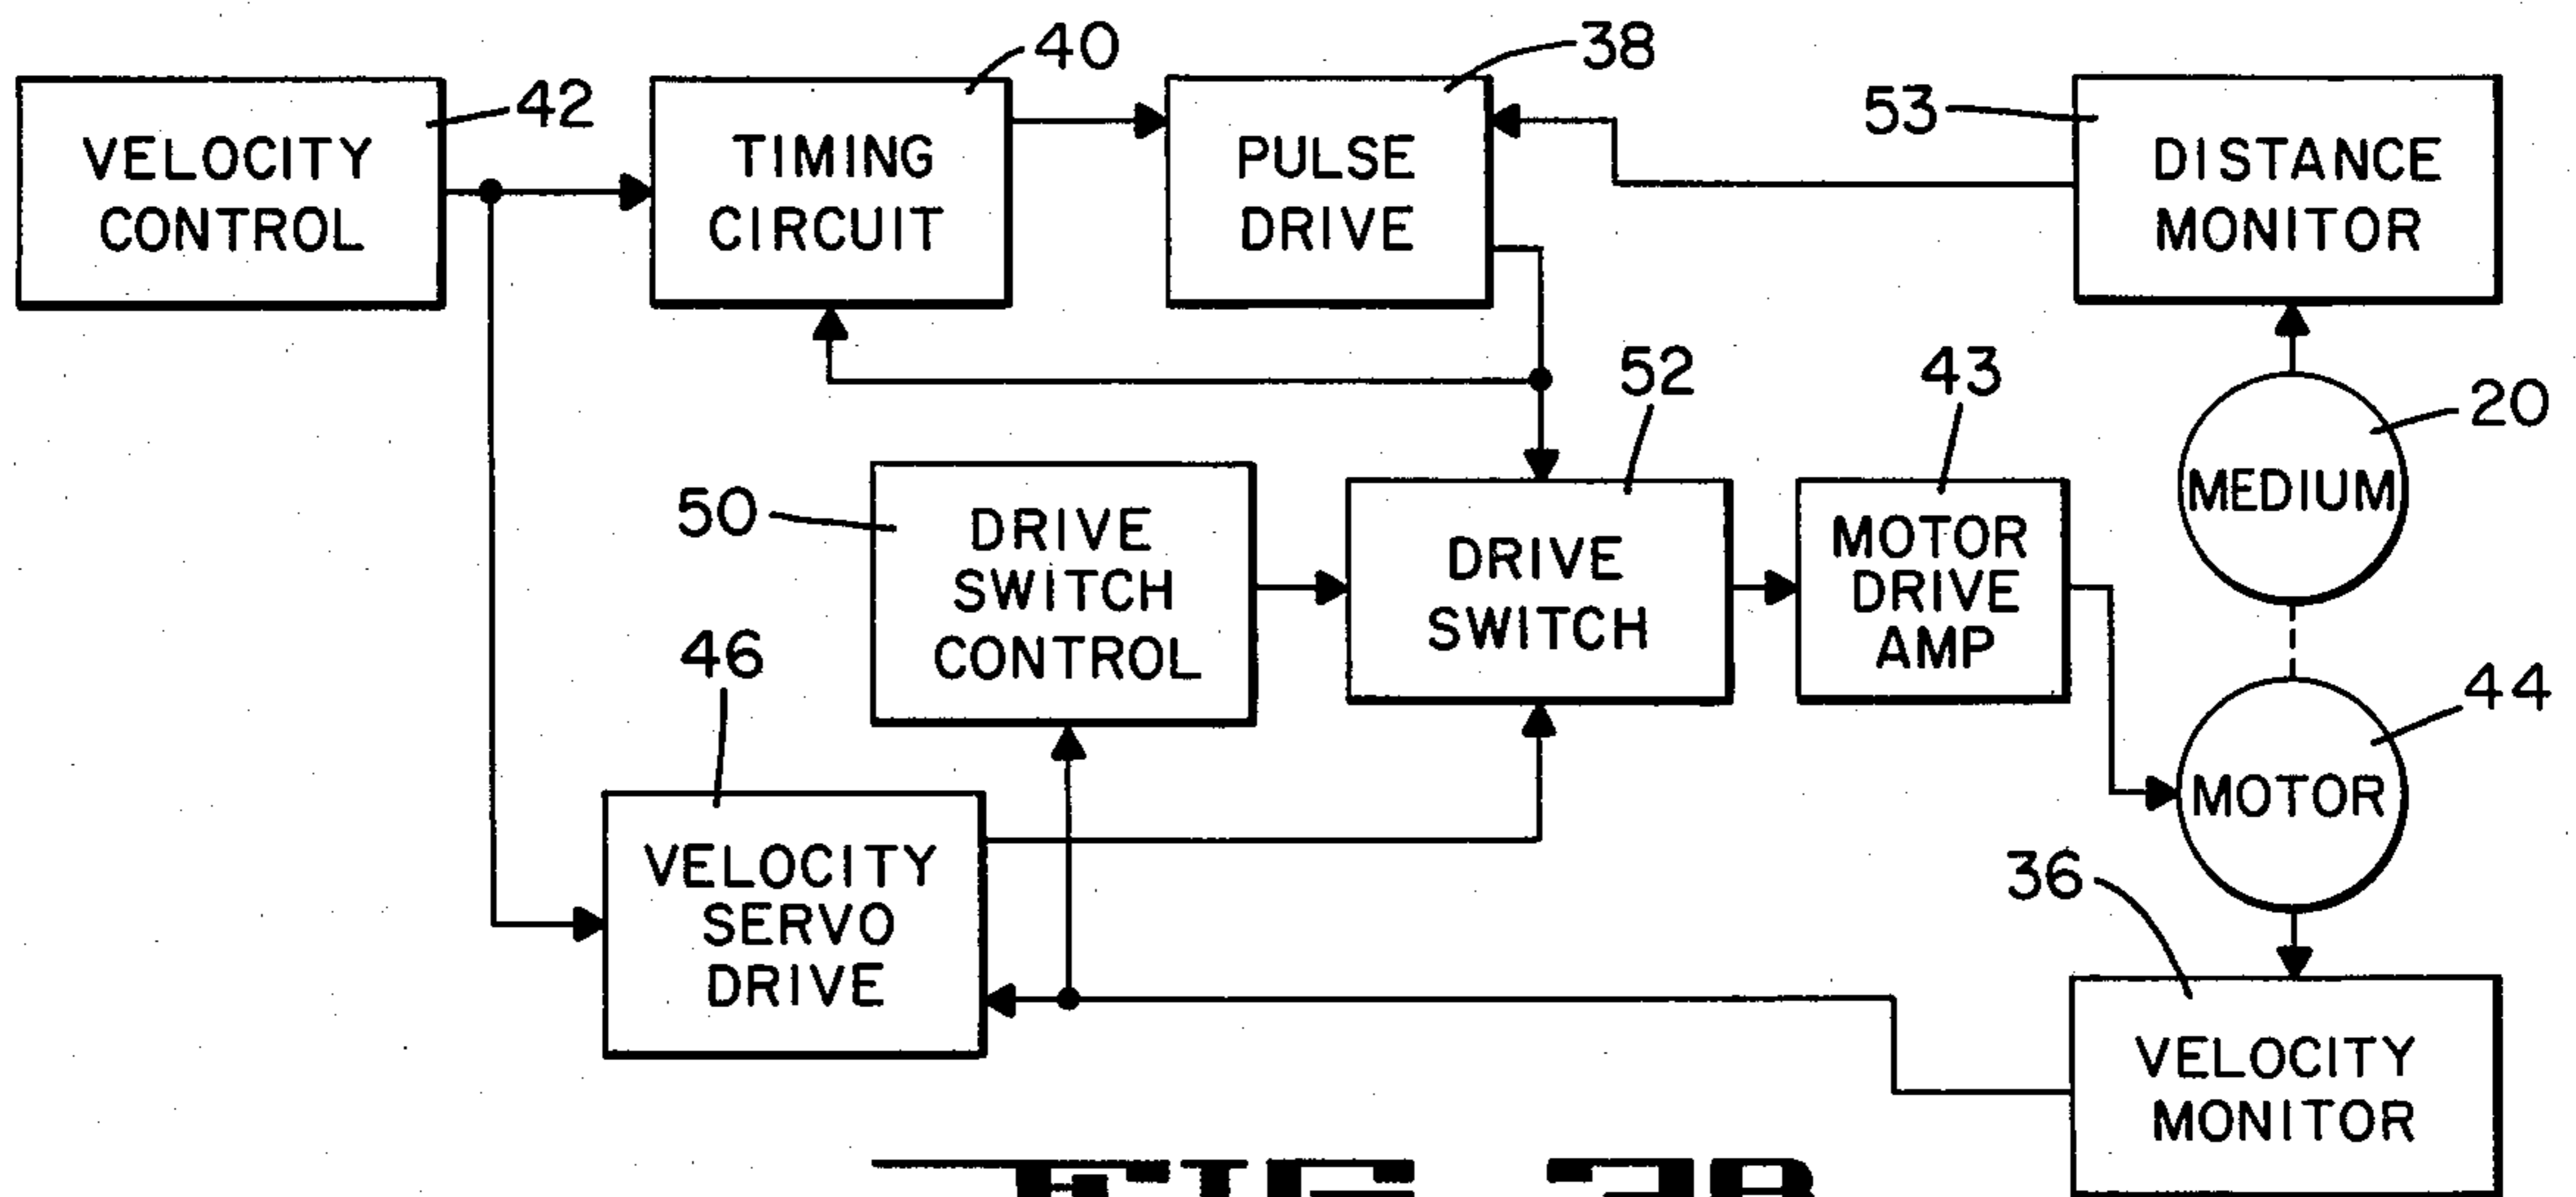 40
38
42
53
VELOCITY
CONTROL
TIMING
CIRCUIT
PULSE
DRIVE
DISTANCE
MONITOR
52
43
20
50
DRIVE
SWITCH
CONTROL
DRIVE
SWITCH
MOTOR
DRIVE
AMP
MEDIUM
46
44
MOTOR
VELOCITY
SERVO
DRIVE
36
VELOCITY
MONITOR